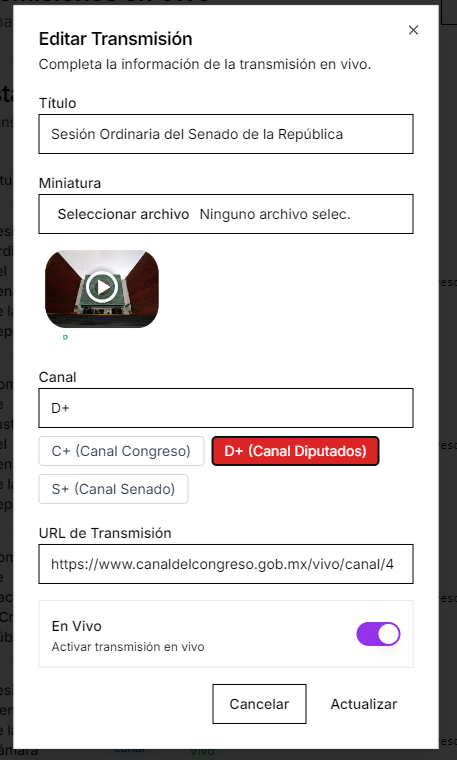 Editar Transmisión
Completa la información de la transmisión en vivo.
Título
Sesión Ordinaria del Senado de la República
Miniatura
Seleccionar archivo Ninguno archivo selec.
Canal
D+
C+ (Canal Congreso) D+ (Canal Diputados)
S+ (Canal Senado)
URL de Transmisión
https://www.canaldelcongreso.gob.mx/vivo/canal/4
En Vivo
Activar transmisión en vivo
Cancelar Actualizar